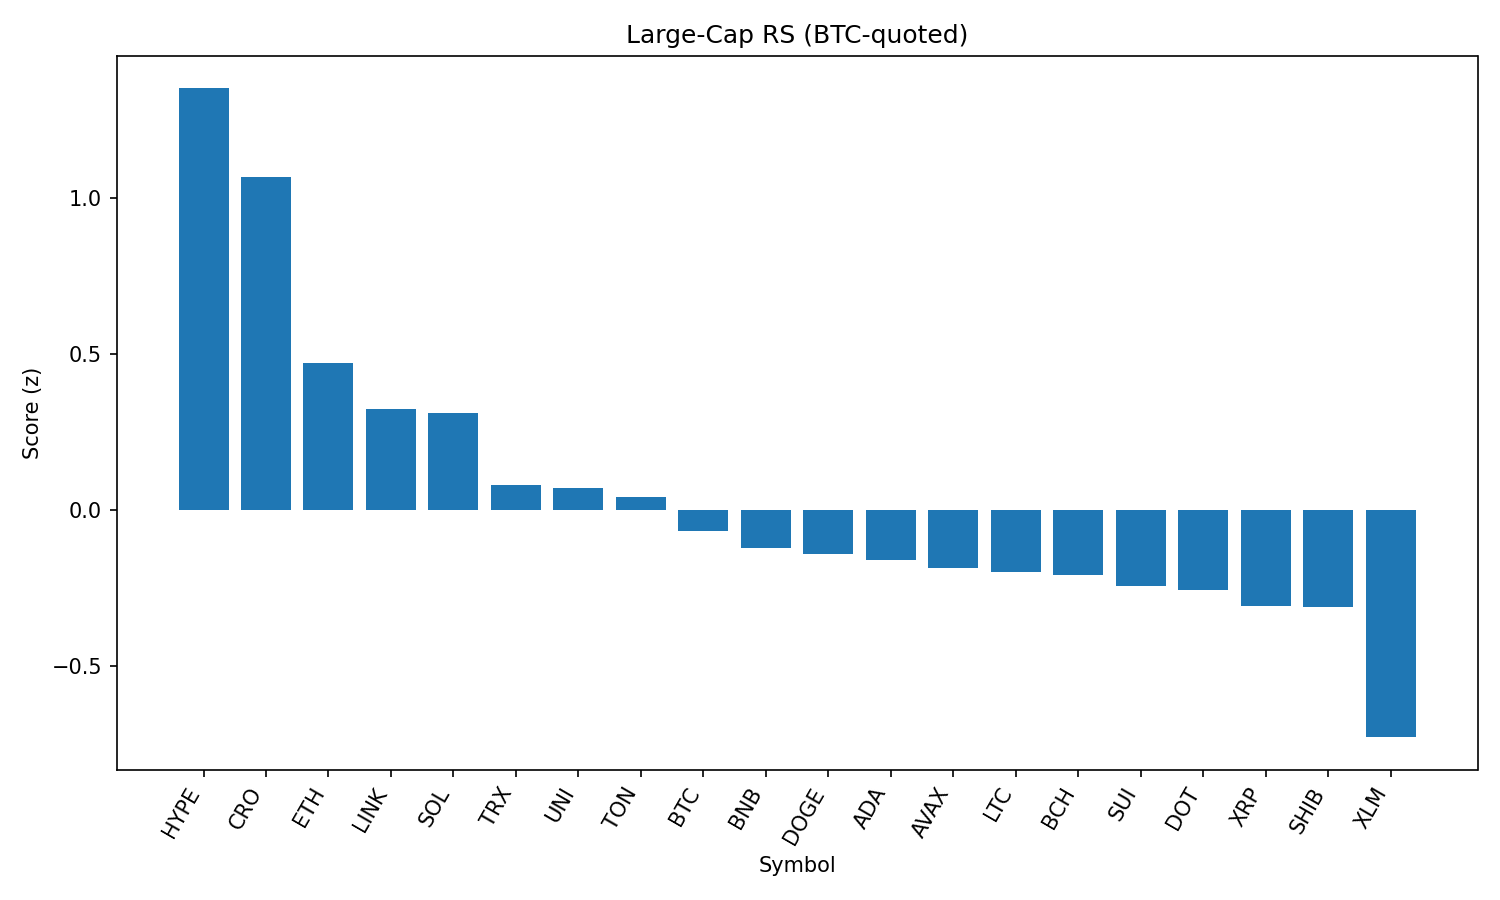 Large-Cap RS (BTC-quoted)
Score (z)
1.0
0.5
0.0
−0.5
HYPE
CRO
ETH
LINK
SOL
TRX
UNI
TON
BTC
BNB
DOGE
ADA
AVAX
LTC
BCH
SUI
DOT
XRP
SHIB
XLM
Symbol